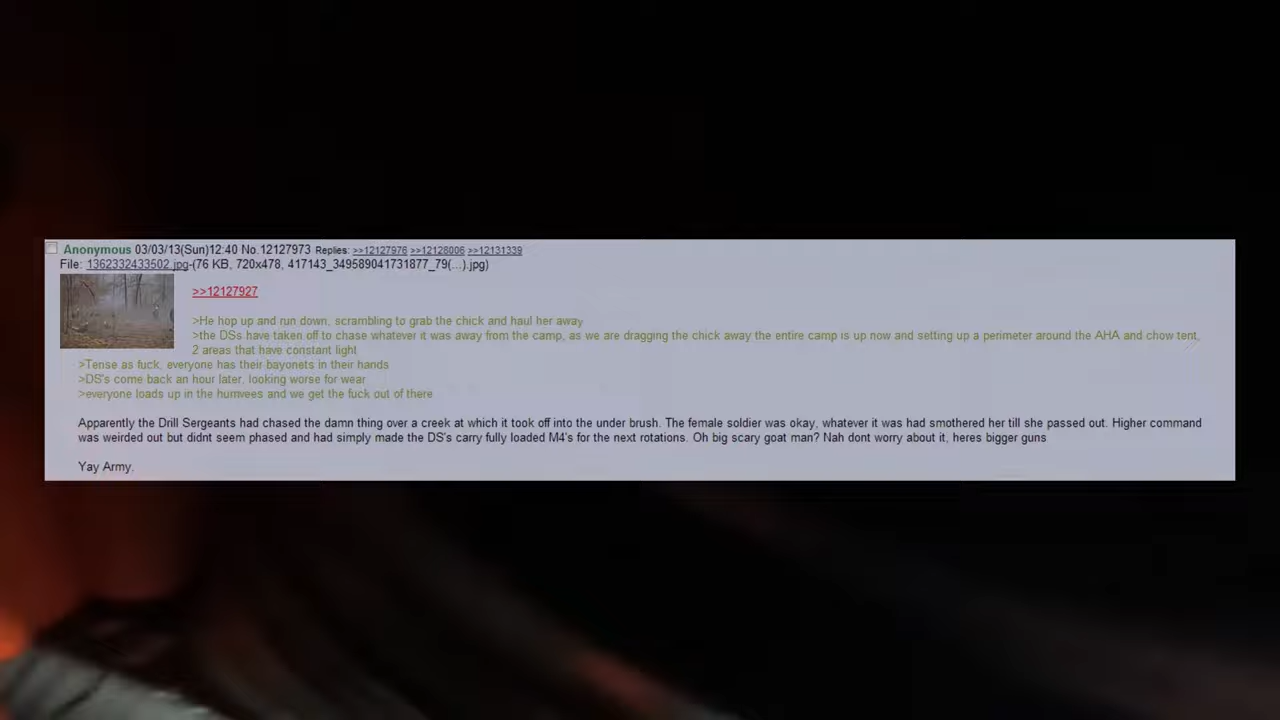 Anonymous 03/03/13(Sun)12:40 No.12127973 Replies: >>12127976 >>12128006 >>12131339
File: 1362332433502.jpg-(76 KB, 720x478, 417143_349589041731877_79(...).jpg)
>>12127927
>He hop up and run down, scrambling to grab the chick and haul her away
>the DSs have taken off to chase whatever it was away from the camp, as we are dragging the chick away the entire camp is up now and setting up a perimeter around the AHA and chow tent,
2 areas that have constant light
>Tense as fuck, everyone has their bayonets in their hands
>DS's come back an hour later, looking worse for wear
>everyone loads up in the humvees and we get the fuck out of there
Apparently the Drill Sergeants had chased the damn thing over a creek at which it took off into the under brush. The female soldier was okay, whatever it was had smothered her till she passed out. Higher command
was weirded out but didnt seem phased and had simply made the DS's carry fully loaded M4's for the next rotations. Oh big scary goat man? Nah dont worry about it, heres bigger guns
Yay Army.